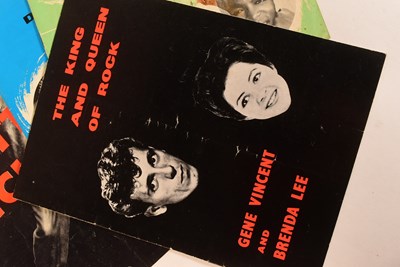 THE KING
AND QUEEN
OF ROCK
GENE VINCENT
AND
BRENDA LEE